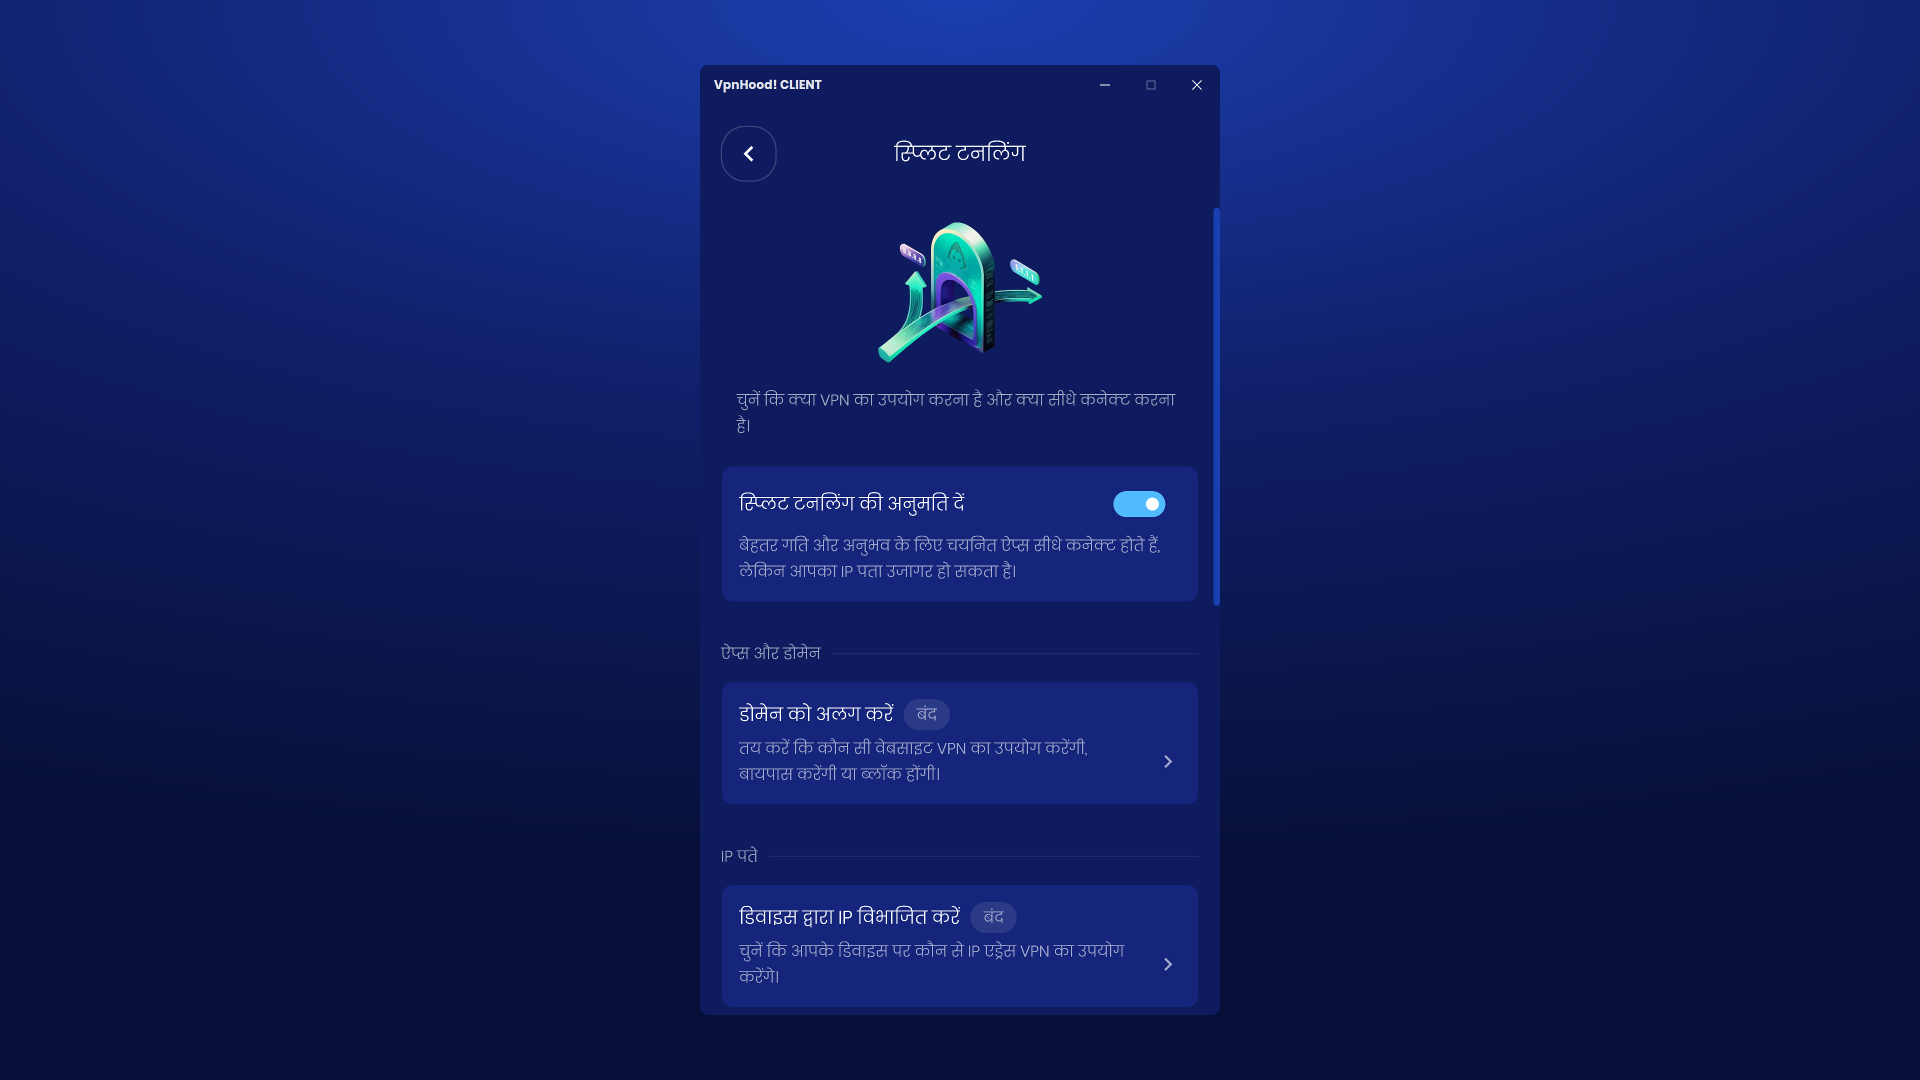 VpnHood! CLIENT
स्प्लिट टनलिंग
चुनें कि क्या VPN का उपयोग करना है और क्या सीधे कनेक्ट करना
है।
स्प्लिट टनलिंग की अनुमति दें
बेहतर गति और अनुभव के लिए चयनित ऐप्स सीधे कनेक्ट होते हैं,
लेकिन आपका IP पता उजागर हो सकता है।
ऐप्स और डोमेन
डोमेन को अलग करें बंद
तय करें कि कौन सी वेबसाइट VPN का उपयोग करेंगी,
बायपास करेंगी या ब्लॉक होंगी।
IP पते
डिवाइस द्वारा IP विभाजित करें बंद
चुनें कि आपके डिवाइस पर कौन से IP एड्रेस VPN का उपयोग
करेंगे।